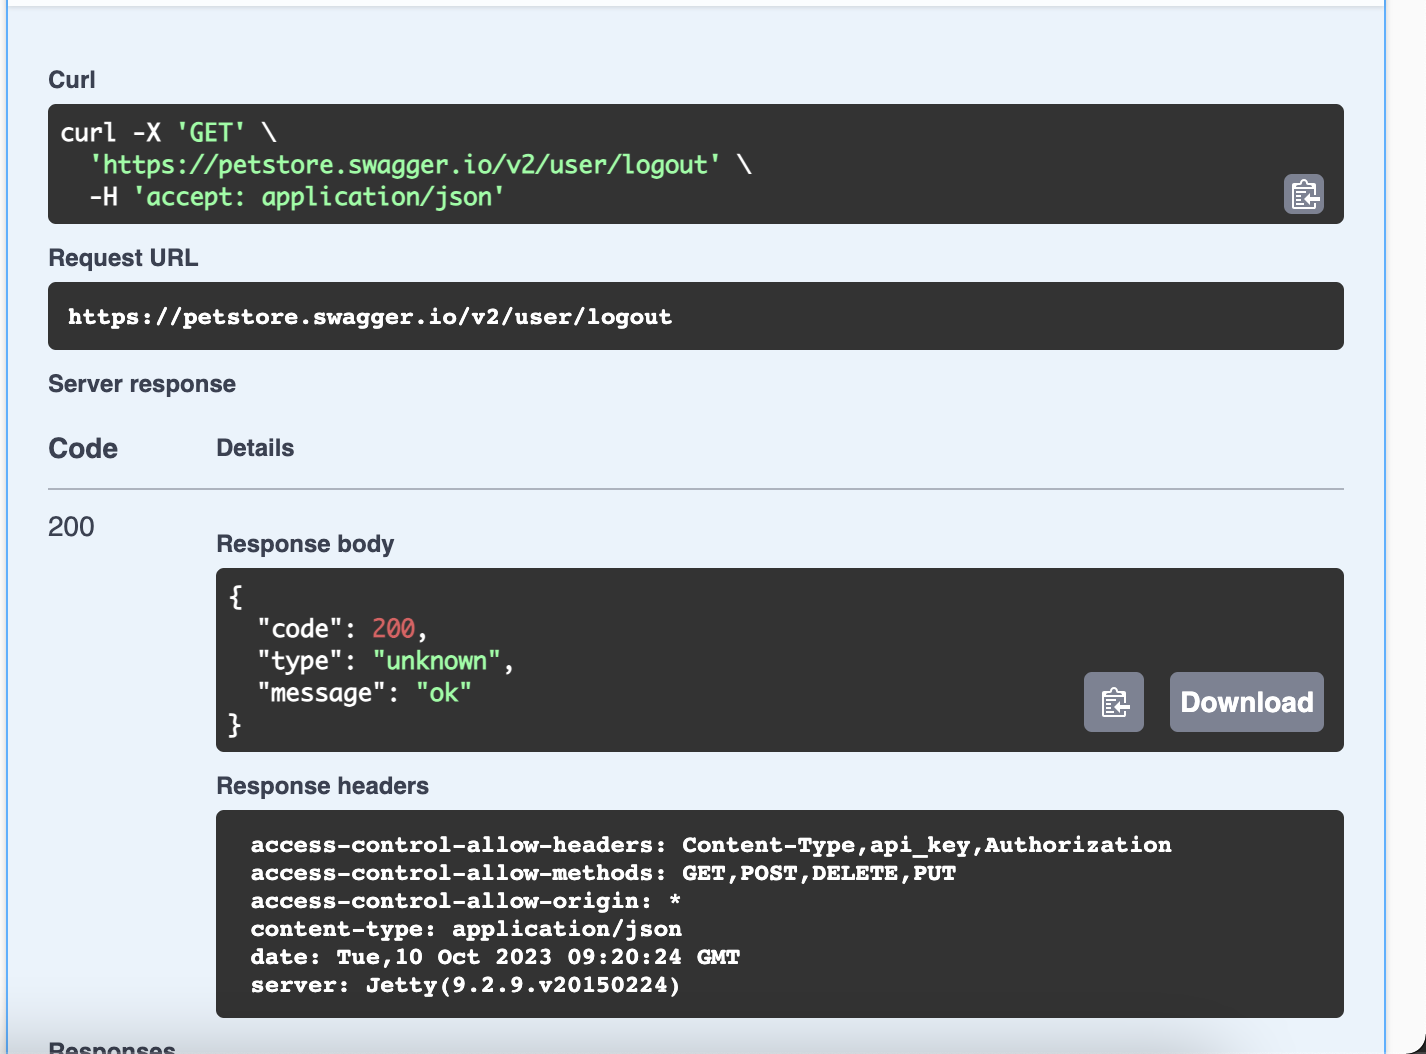 Curl
curl -X 'GET' \
  'https://petstore.swagger.io/v2/user/logout' \
  -H 'accept: application/json'
Request URL
https://petstore.swagger.io/v2/user/logout
Server response
Code Details
200
Response body
{
  "code": 200,
  "type": "unknown",
  "message": "ok"
}
Download
Response headers
access-control-allow-headers: Content-Type,api_key,Authorization
access-control-allow-methods: GET,POST,DELETE,PUT
access-control-allow-origin: *
content-type: application/json
date: Tue,10 Oct 2023 09:20:24 GMT
server: Jetty(9.2.9.v20150224)
Responses